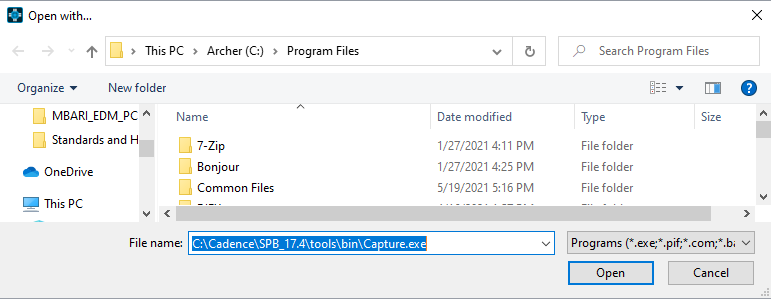 Open with...
This PC > Archer (C:) > Program Files
Search Program Files
Organize
New folder
MBARI_EDM_PC
Standards and H
OneDrive
This PC
Name
Date modified
Type
Size
7-Zip
1/27/2021 4:11 PM
File folder
Bonjour
1/27/2021 4:25 PM
File folder
Common Files
5/19/2021 5:16 PM
File folder
File name:
C:\Cadence\SPB_17.4\tools\bin\Capture.exe
Programs (*.exe;*.pif;*.com;*.ba
Open
Cancel